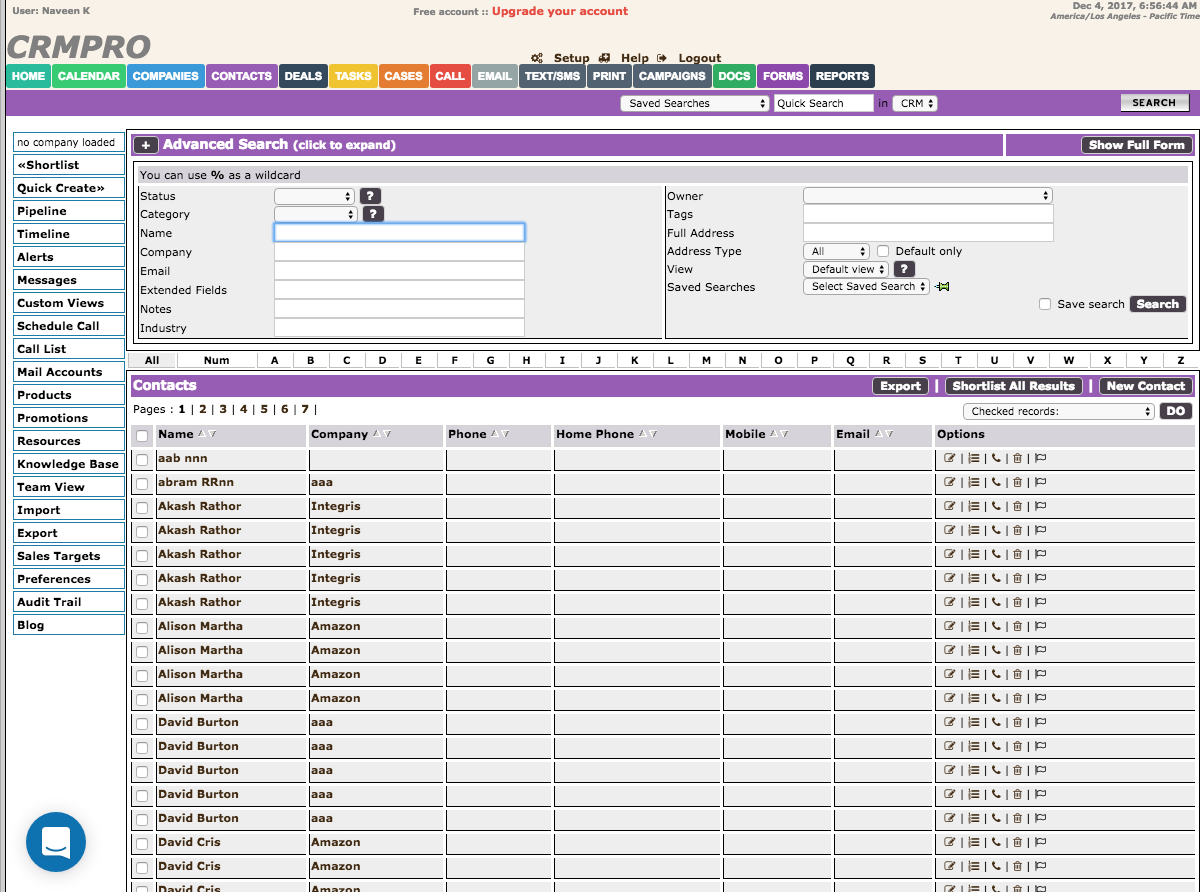 User: Naveen K
Free account :: Upgrade your account
Dec 4, 2017, 6:56:44 AM
America/Los Angeles - Pacific Time
CRMPRO
Setup Help Logout
HOME CALENDAR COMPANIES CONTACTS DEALS TASKS CASES CALL EMAIL TEXT/SMS PRINT CAMPAIGNS DOCS FORMS REPORTS
Saved Searches Quick Search in CRM SEARCH
no company loaded
«Shortlist
Quick Create»
Pipeline
Timeline
Alerts
Messages
Custom Views
Schedule Call
Call List
Mail Accounts
Products
Promotions
Resources
Knowledge Base
Team View
Import
Export
Sales Targets
Preferences
Audit Trail
Blog
+ Advanced Search (click to expand) Show Full Form
You can use % as a wildcard
Status ?
Category ?
Name
Company
Email
Extended Fields
Notes
Industry
Owner
Tags
Full Address
Address Type All Default only
View Default view ?
Saved Searches Select Saved Search
Save search Search
All Num A B C D E F G H I J K L M N O P Q R S T U V W X Y Z
Contacts Export | Shortlist All Results | New Contact
Pages : 1 | 2 | 3 | 4 | 5 | 6 | 7 |
Checked records: DO
Name Company Phone Home Phone Mobile Email Options
aab nnn | | | |
abram RRnn aaa | | | |
Akash Rathor Integris | | | |
Akash Rathor Integris | | | |
Akash Rathor Integris | | | |
Akash Rathor Integris | | | |
Akash Rathor Integris | | | |
Alison Martha Amazon | | | |
Alison Martha Amazon | | | |
Alison Martha Amazon | | | |
Alison Martha Amazon | | | |
David Burton aaa | | | |
David Burton aaa | | | |
David Burton aaa | | | |
David Burton aaa | | | |
David Burton aaa | | | |
David Cris Amazon | | | |
David Cris Amazon | | | |
David Cris Amazon | | | |